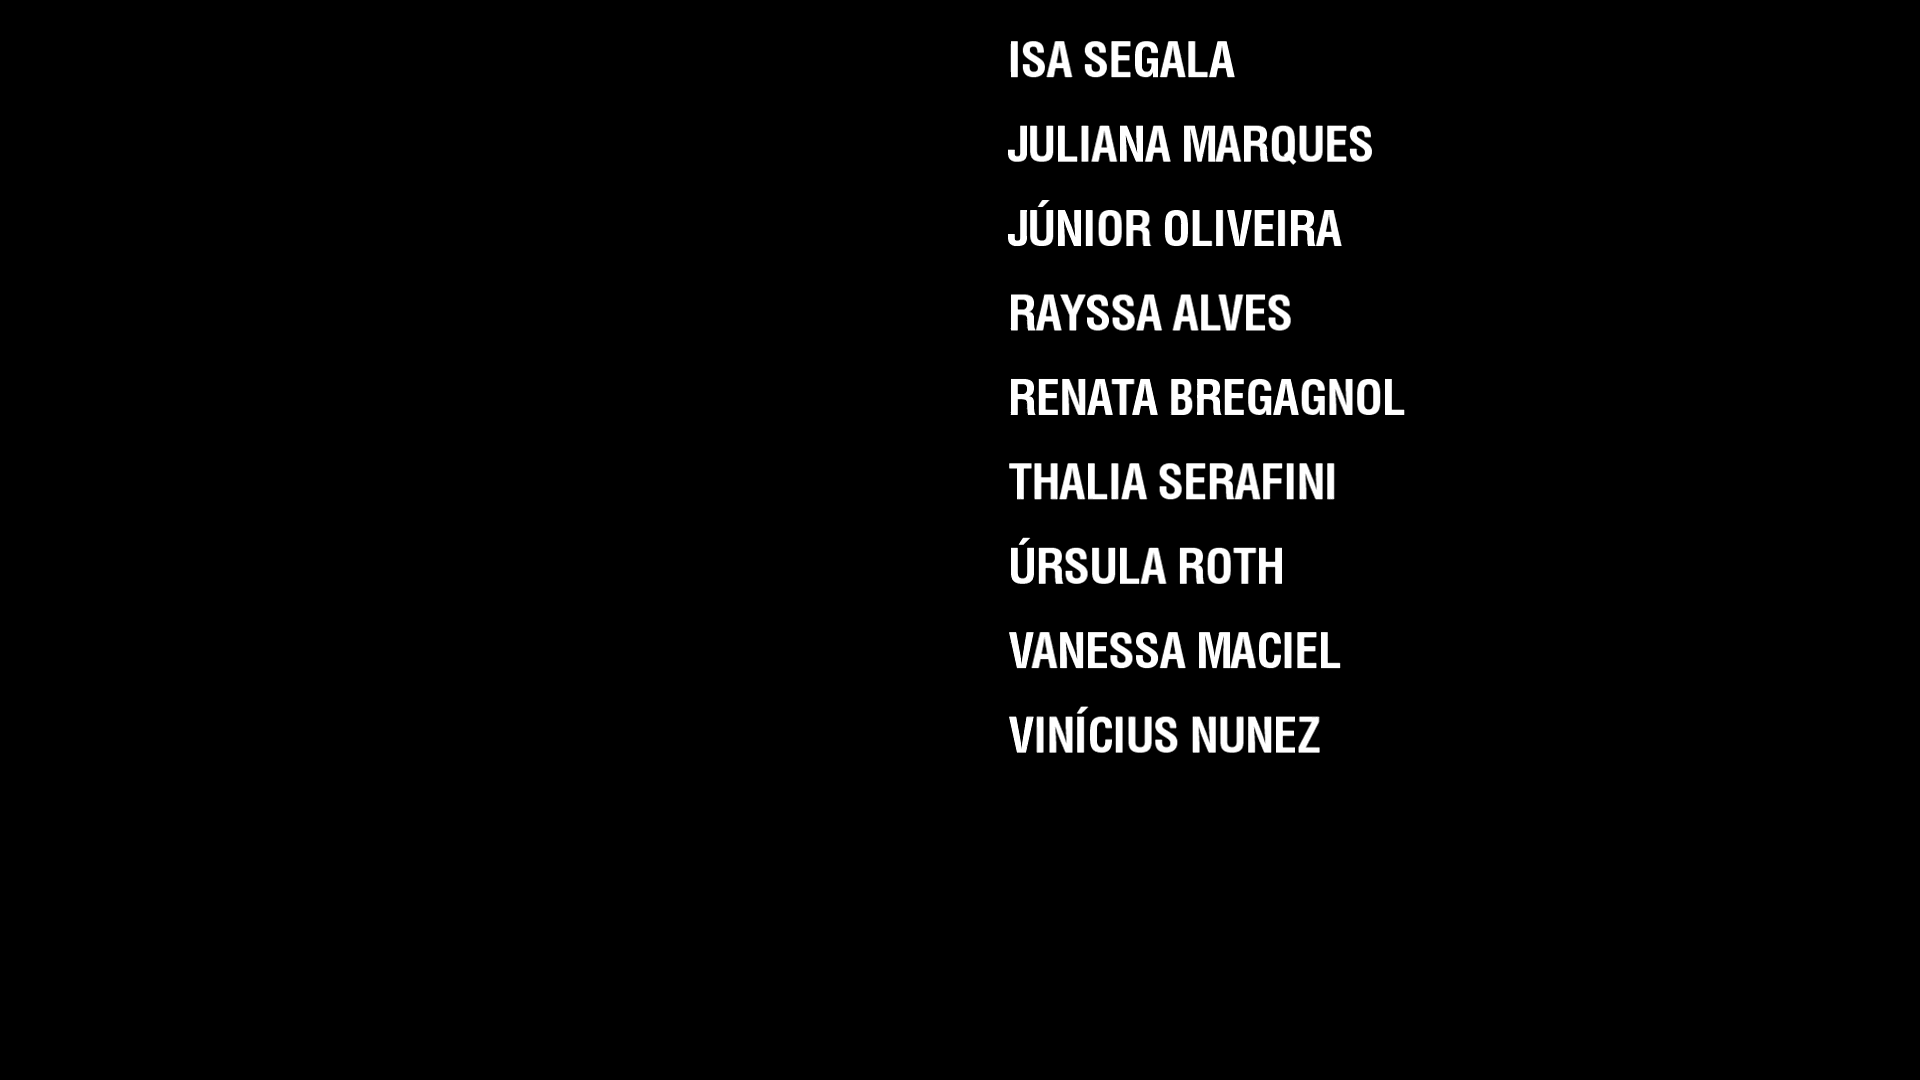 ISA SEGALA
JULIANA MARQUES
JÚNIOR OLIVEIRA
RAYSSA ALVES
RENATA BREGAGNOL
THALIA SERAFINI
ÚRSULA ROTH
VANESSA MACIEL
VINÍCIUS NUNEZ